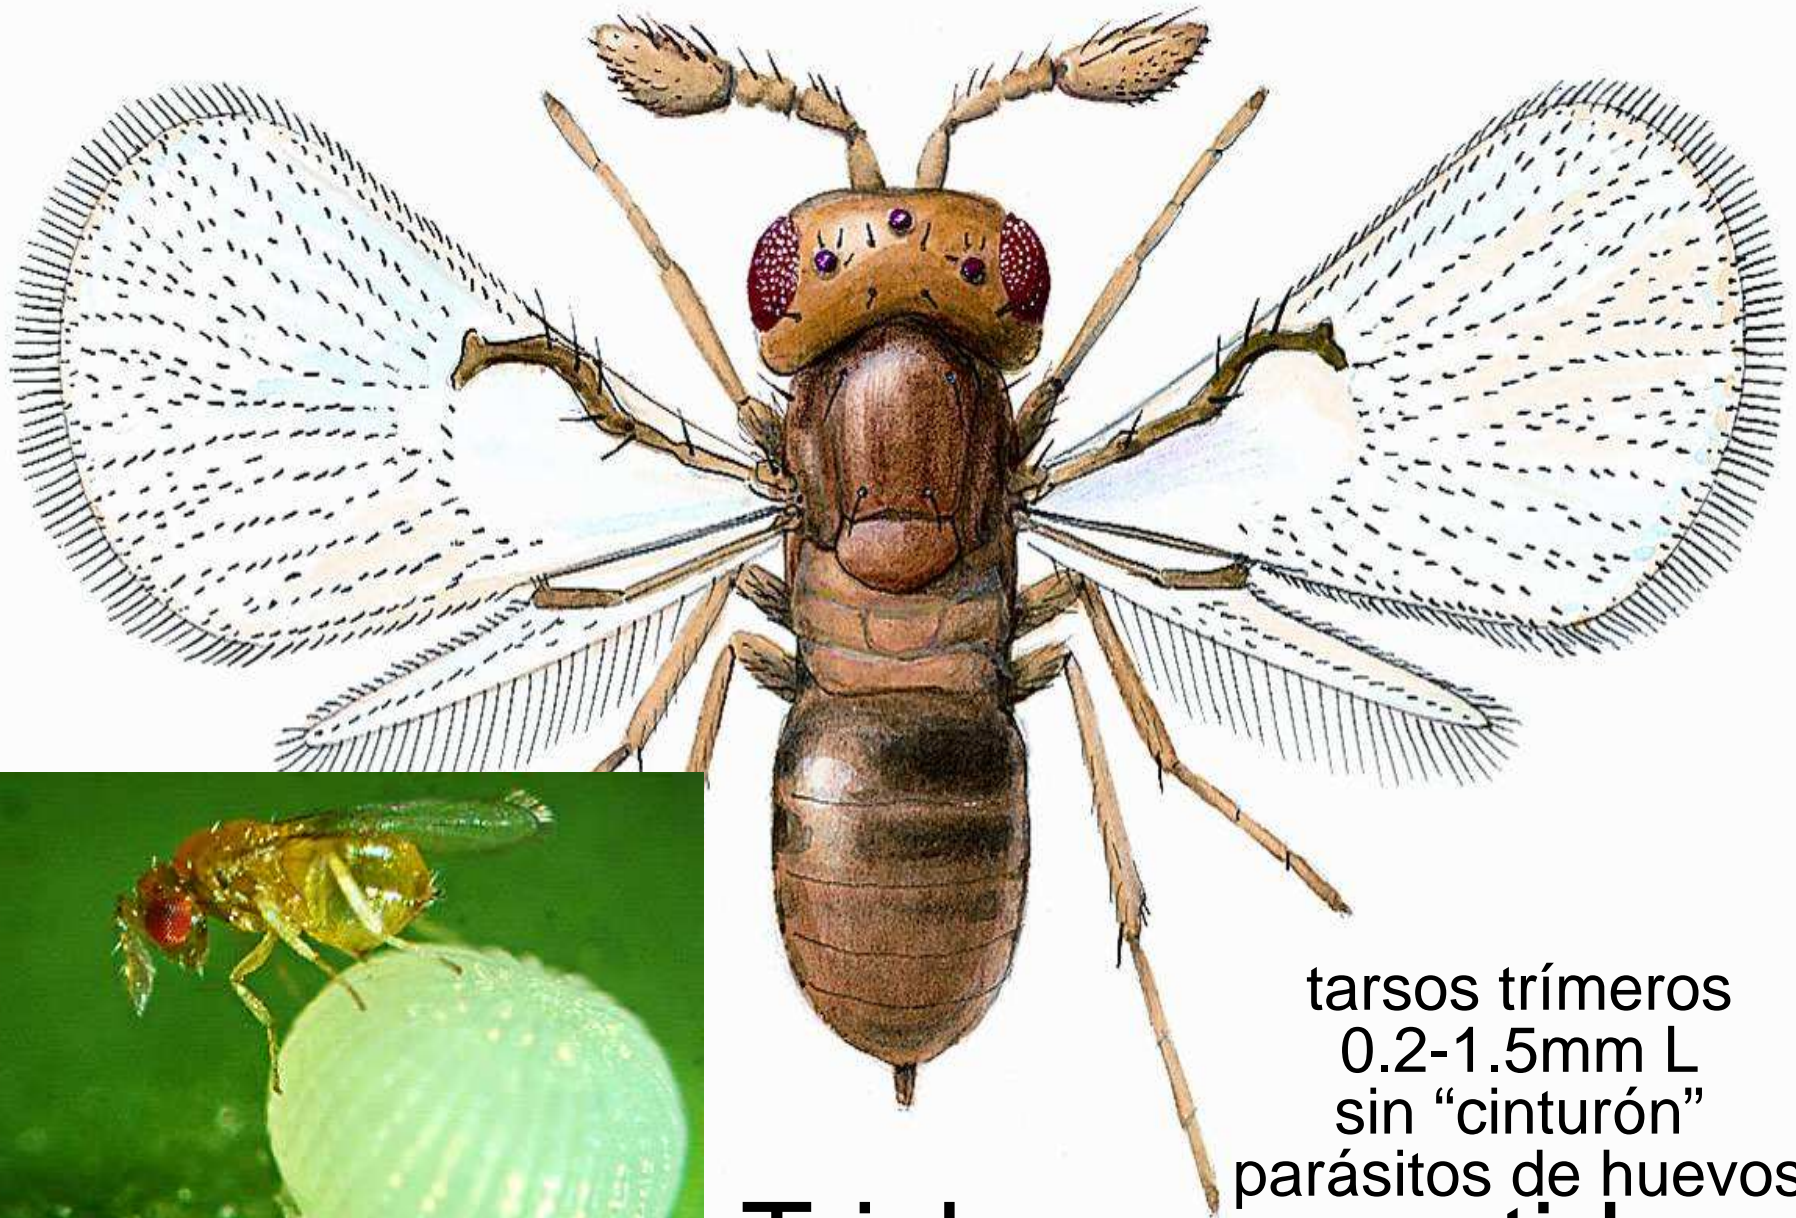 tarsos trímeros
0.2-1.5mm L
sin “cinturón”
parásitos de huevos